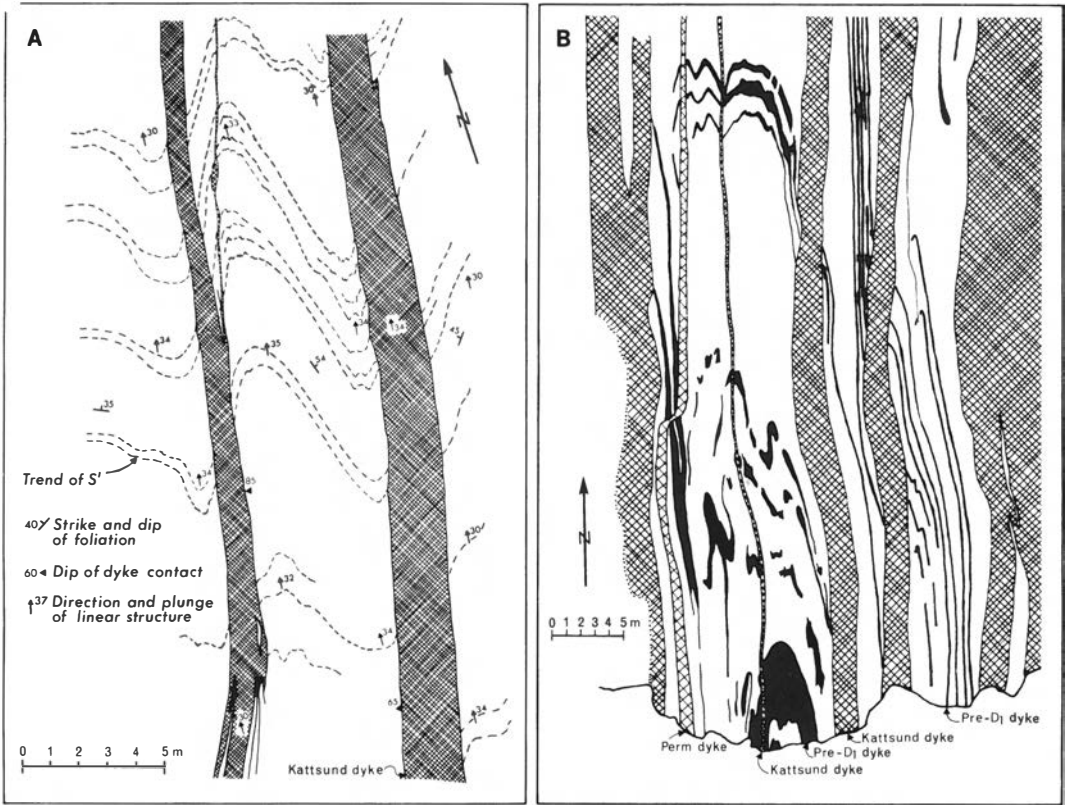 A
N
30
30
33
34
30
34
34
35
54
45
35
34
Trend of S'
85
40 Strike and dip
of foliation
60 Dip of dyke contact
37 Direction and plunge
of linear structure
30
32
34
65
34
0 1 2 3 4 5 m
Kattsund dyke
B
N
0 1 2 3 4 5 m
Perm dyke
Kattsund dyke
Pre-D1 dyke
Kattsund dyke
Pre-D1 dyke